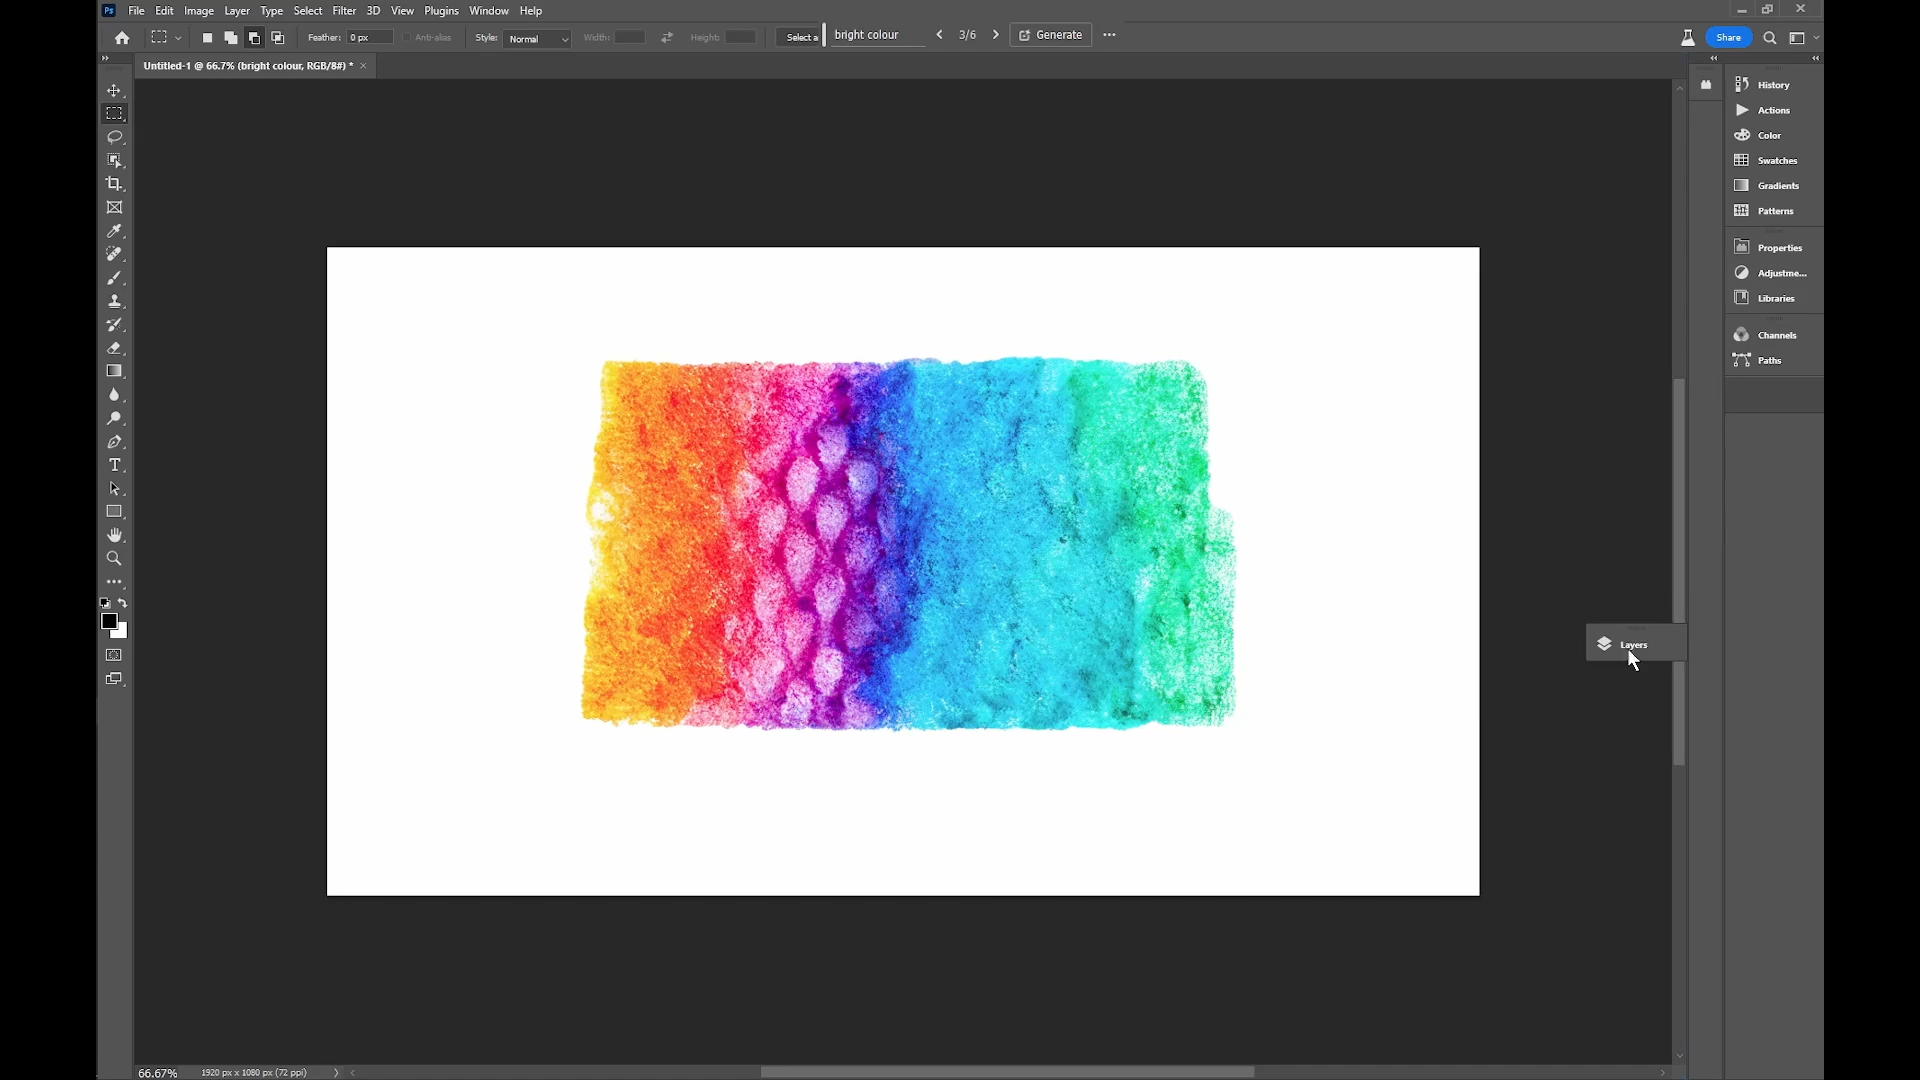 Ps File Edit Image Layer Type Select Filter 3D View Plugins Window Help
Feather: 0 px Anti-alias Style: Normal Width: Height: Select a bright colour 3/6 Generate Share
Untitled-1 @ 66.7% (bright colour, RGB/8#) *
History
Actions
Color
Swatches
Gradients
Patterns
Properties
Adjustme...
Libraries
Channels
Paths
Layers
66.67% 1920 px x 1080 px (72 ppi)